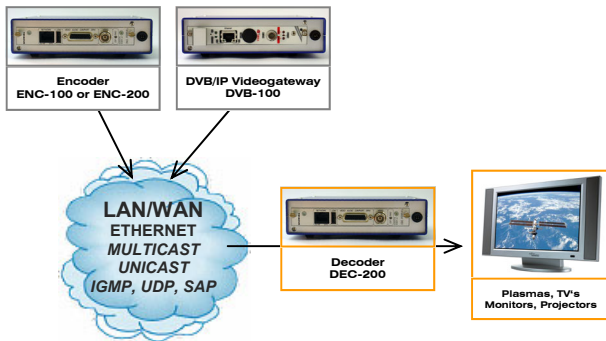 Encoder
ENC-100 or ENC-200
DVB/IP Videogateway
DVB-100
LAN/WAN
ETHERNET
MULTICAST
UNICAST
IGMP, UDP, SAP
Decoder
DEC-200
Plasmas, TV's
Monitors, Projectors